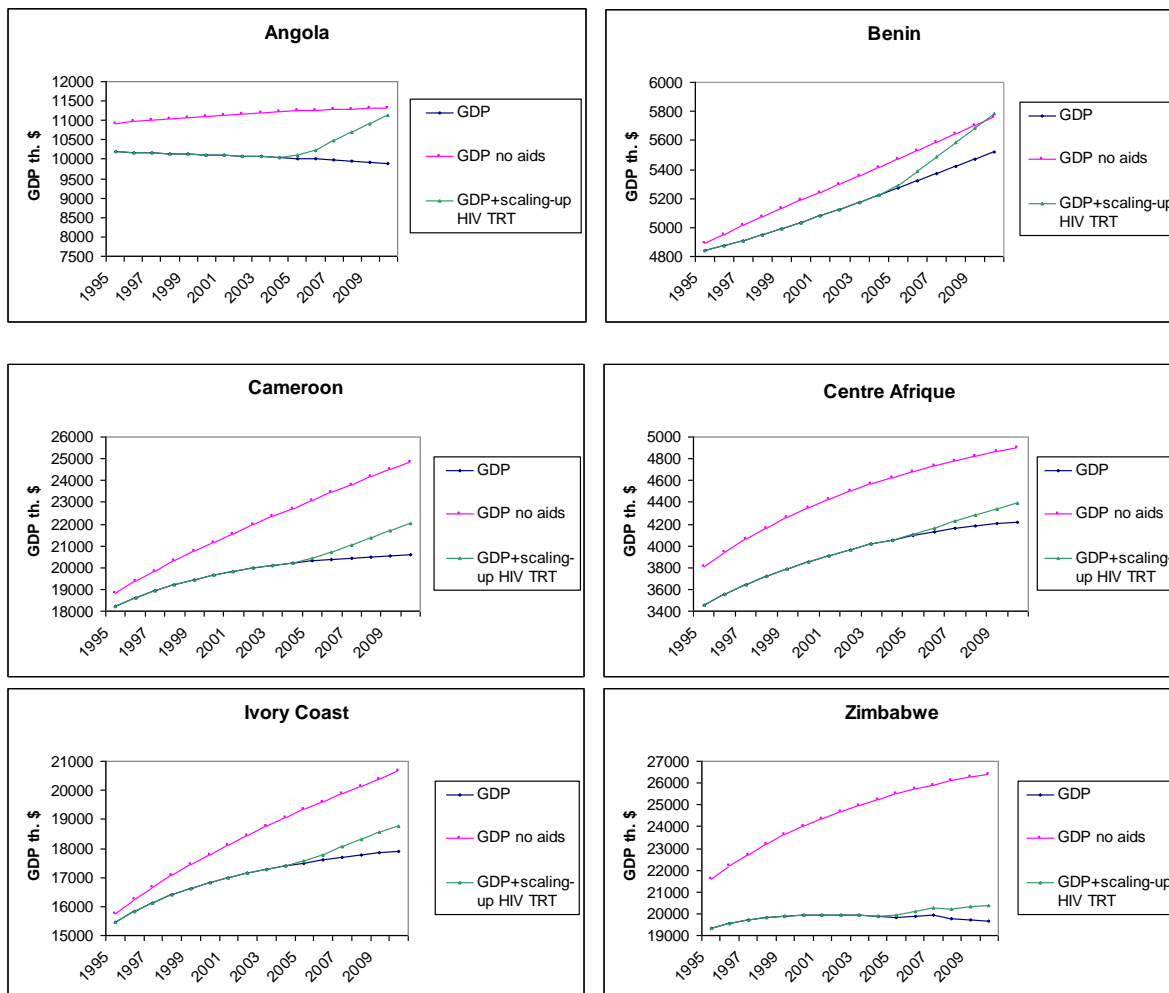 Angola
GDP th. $
12000
11500
11000
10500
10000
9500
9000
8500
8000
7500
1995
1997
1999
2001
2003
2005
2007
2009
GDP
GDP no aids
GDP+scaling-up
HIV TRT
Benin
GDP th. $
6000
5800
5600
5400
5200
5000
4800
1995
1997
1999
2001
2003
2005
2007
2009
GDP
GDP no aids
GDP+scaling-up
HIV TRT
Cameroon
GDP th. $
26000
25000
24000
23000
22000
21000
20000
19000
18000
1995
1997
1999
2001
2003
2005
2007
2009
GDP
GDP no aids
GDP+scaling-
up HIV TRT
Centre Afrique
GDP th. $
5000
4800
4600
4400
4200
4000
3800
3600
3400
1995
1997
1999
2001
2003
2005
2007
2009
GDP
GDP no aids
GDP+scaling-
up HIV TRT
Ivory Coast
GDP th. $
21000
20000
19000
18000
17000
16000
15000
1995
1997
1999
2001
2003
2005
2007
2009
GDP
GDP no aids
GDP+scaling-
up HIV TRT
Zimbabwe
GDP th. $
27000
26000
25000
24000
23000
22000
21000
20000
19000
1995
1997
1999
2001
2003
2005
2007
2009
GDP
GDP no aids
GDP+scaling-up
HIV TRT